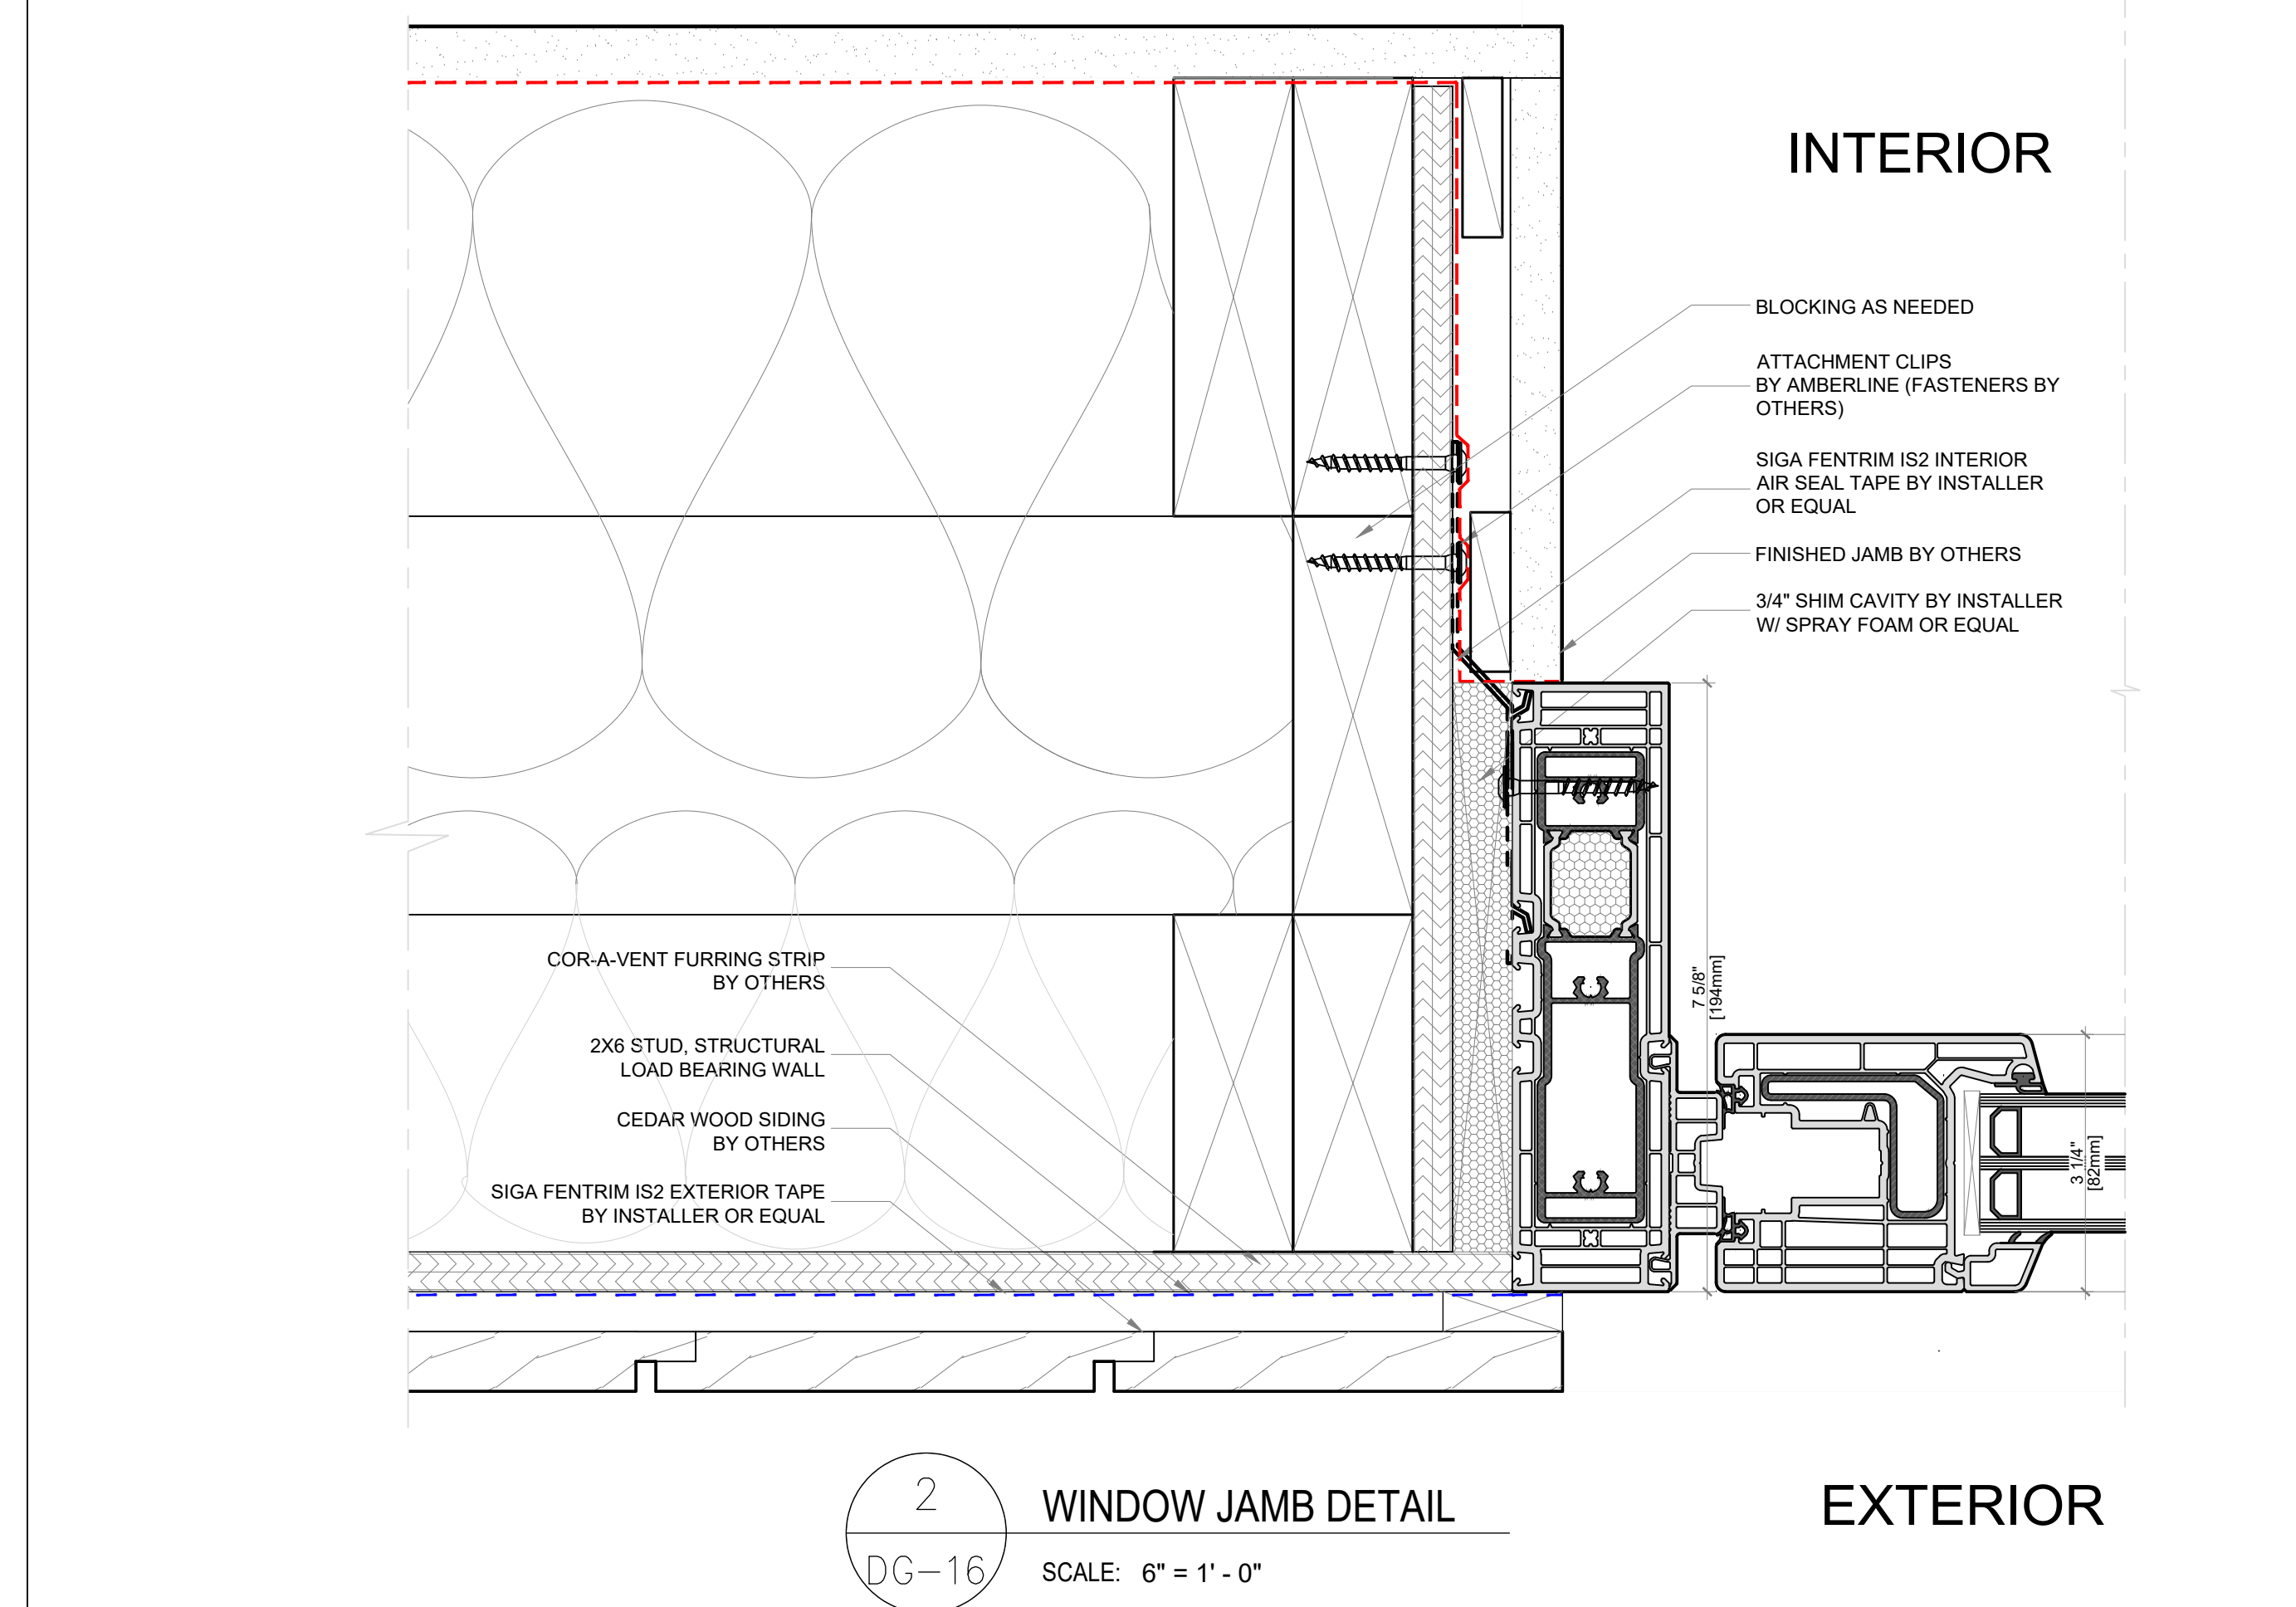 INTERIOR
BLOCKING AS NEEDED
ATTACHMENT CLIPS
BY AMBERLINE (FASTENERS BY
OTHERS)
SIGA FENTRIM IS2 INTERIOR
AIR SEAL TAPE BY INSTALLER
OR EQUAL
FINISHED JAMB BY OTHERS
3/4" SHIM CAVITY BY INSTALLER
W/ SPRAY FOAM OR EQUAL
COR-A-VENT FURRING STRIP
BY OTHERS
2X6 STUD, STRUCTURAL
LOAD BEARING WALL
CEDAR WOOD SIDING
BY OTHERS
SIGA FENTRIM IS2 EXTERIOR TAPE
BY INSTALLER OR EQUAL
7 5/8"
[194mm]
3 1/4"
[82mm]
2
DG-16
WINDOW JAMB DETAIL
SCALE: 6" = 1' - 0"
EXTERIOR